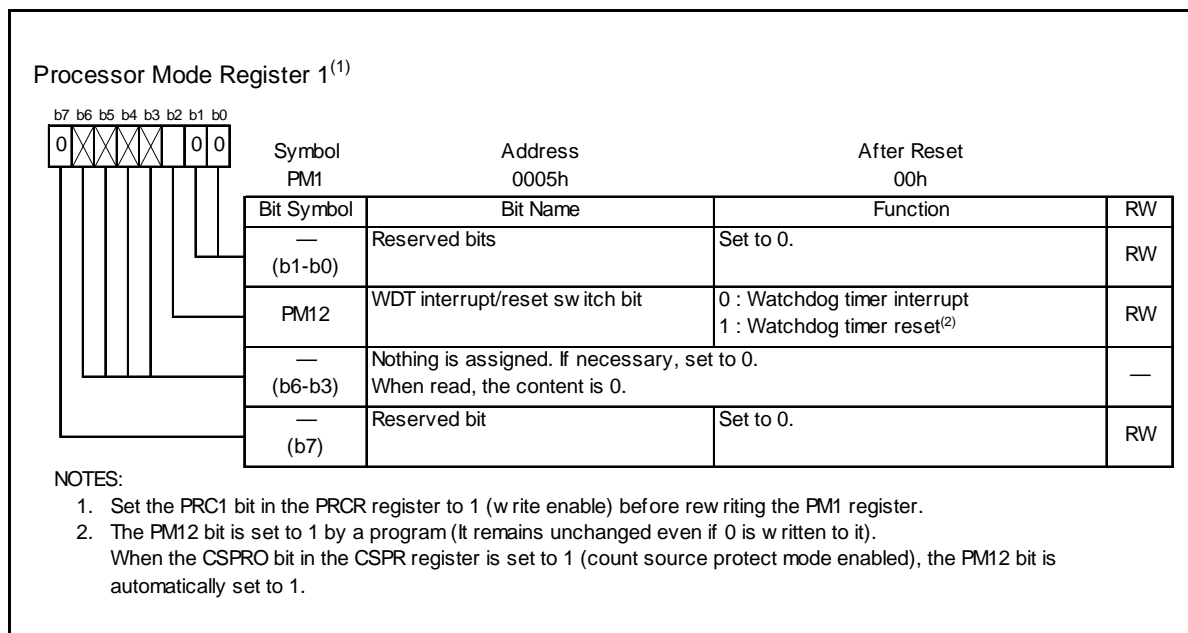 Processor Mode Register 1(1)
b7 b6 b5 b4 b3 b2 b1 b0
0 0 0
Symbol Address After Reset
PM1 0005h 00h
Bit Symbol Bit Name Function RW
— (b1-b0) Reserved bits Set to 0. RW
PM12 WDT interrupt/reset switch bit 0 : Watchdog timer interrupt
1 : Watchdog timer reset(2) RW
— (b6-b3) Nothing is assigned. If necessary, set to 0.
When read, the content is 0. —
— (b7) Reserved bit Set to 0. RW
NOTES:
1. Set the PRC1 bit in the PRCR register to 1 (write enable) before rewriting the PM1 register.
2. The PM12 bit is set to 1 by a program (It remains unchanged even if 0 is written to it).
When the CSPRO bit in the CSPR register is set to 1 (count source protect mode enabled), the PM12 bit is
automatically set to 1.